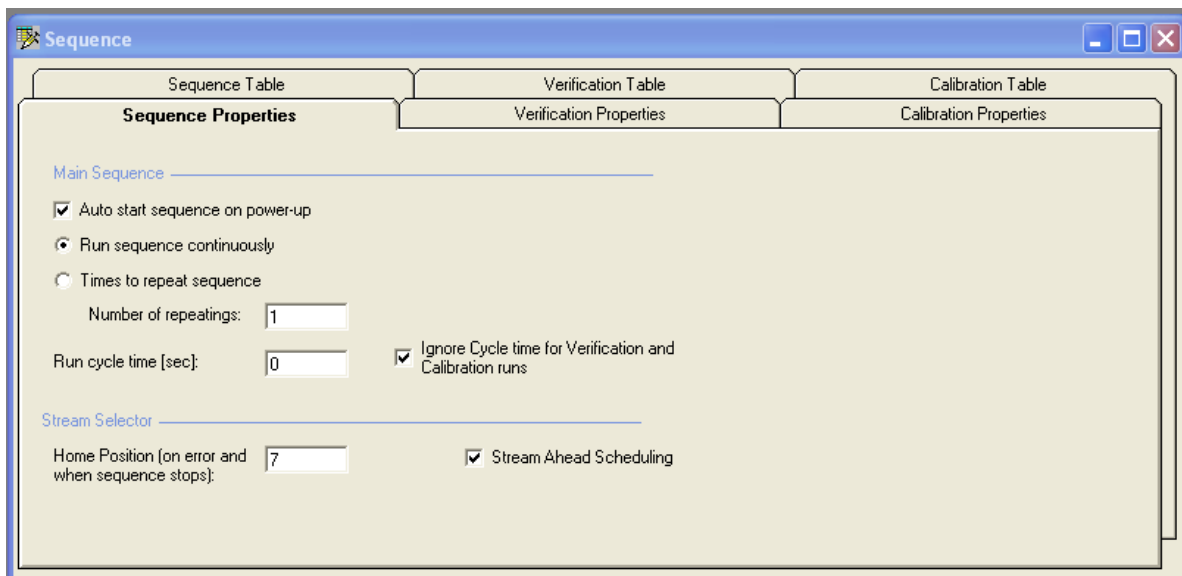 Sequence
Sequence Table
Verification Table
Calibration Table
Sequence Properties
Verification Properties
Calibration Properties
Main Sequence
Auto start sequence on power-up
Run sequence continuously
Times to repeat sequence
Number of repeatings: 1
Run cycle time [sec]: 0
Ignore Cycle time for Verification and
Calibration runs
Stream Selector
Home Position (on error and
when sequence stops): 7
Stream Ahead Scheduling